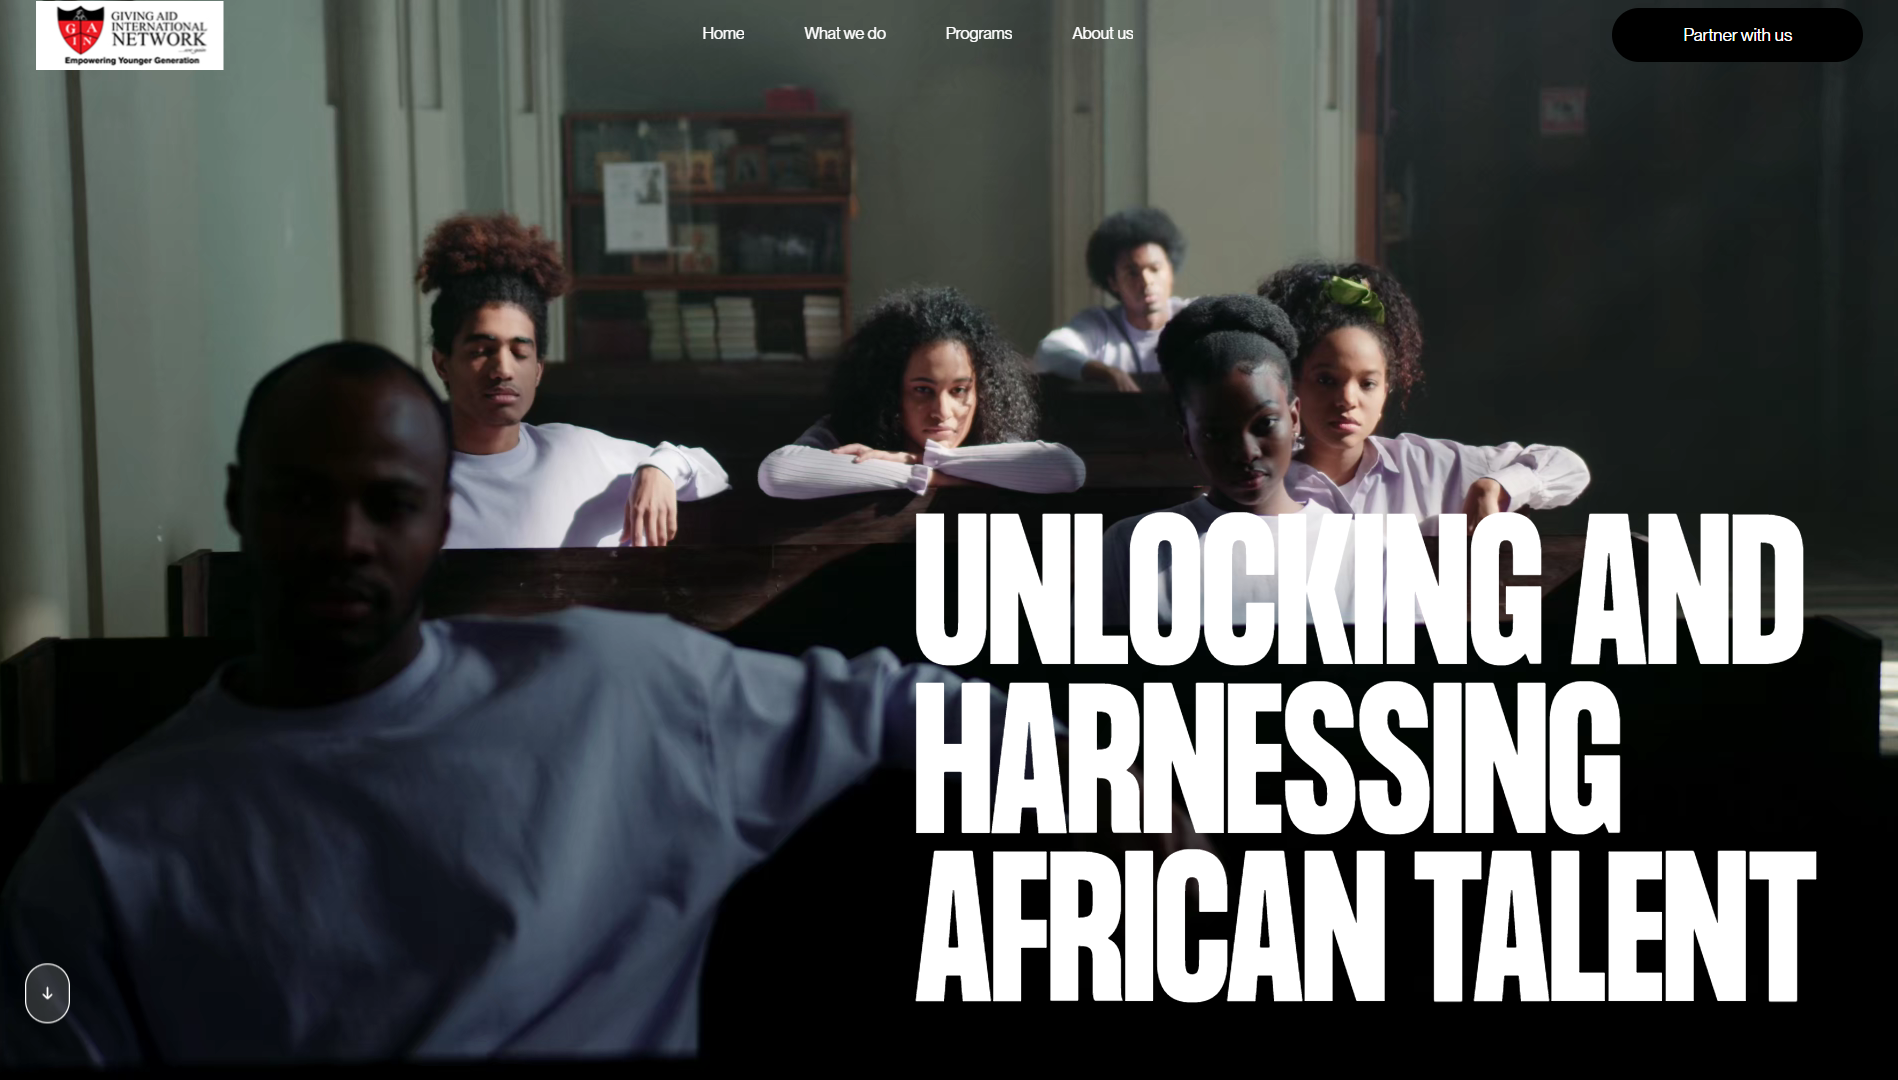 GAIN
GIVING AID
INTERNATIONAL
NETWORK
Empowering Younger Generation
Home
What we do
Programs
About us
Partner with us
UNLOCKING AND
HARNESSING
AFRICAN TALENT